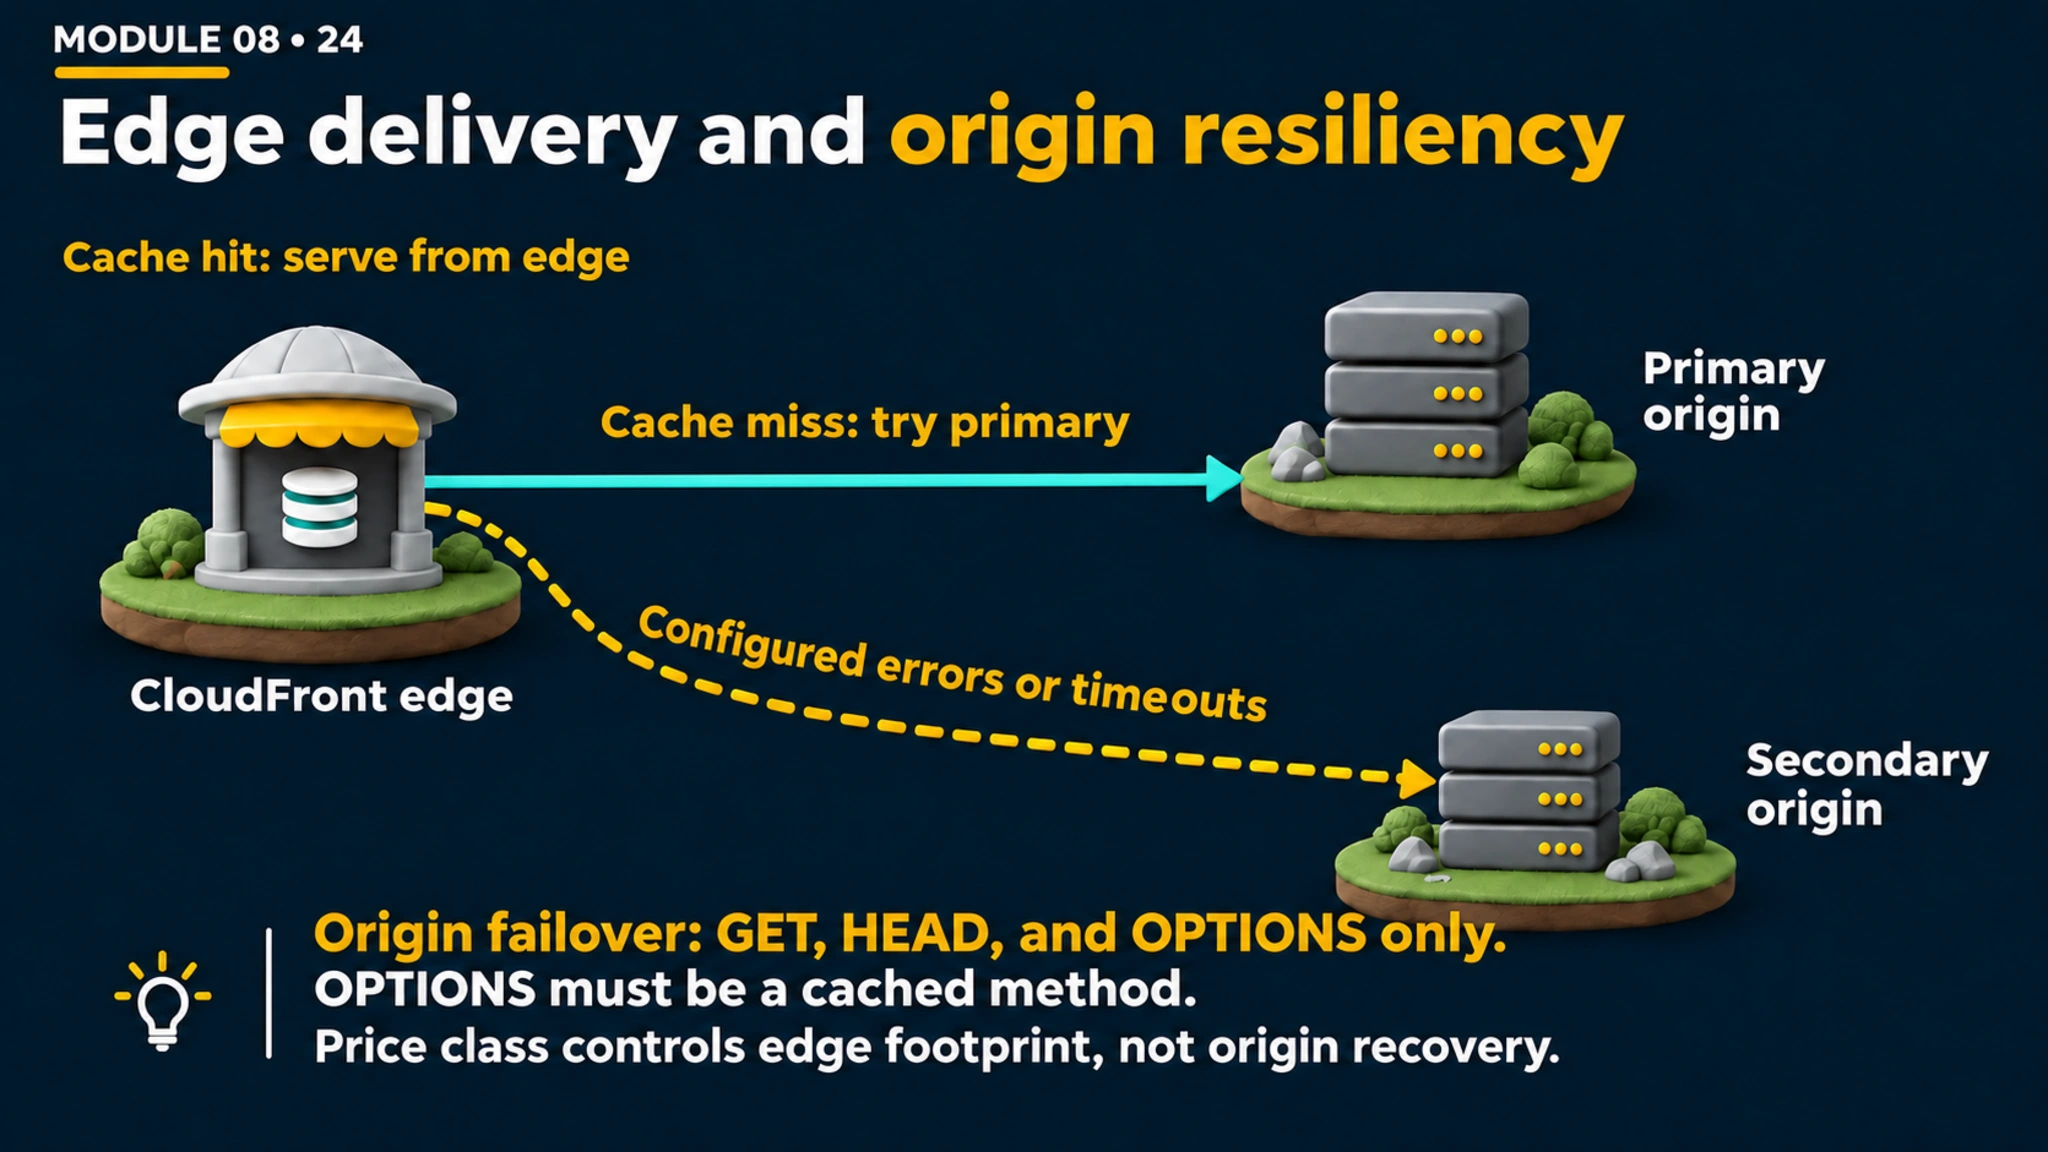 MODULE 08 • 24
Edge delivery and origin resiliency
Cache hit: serve from edge
Cache miss: try primary
Primary
origin
Configured errors or timeouts
CloudFront edge
Secondary
origin
Origin failover: GET, HEAD, and OPTIONS only.
OPTIONS must be a cached method.
Price class controls edge footprint, not origin recovery.